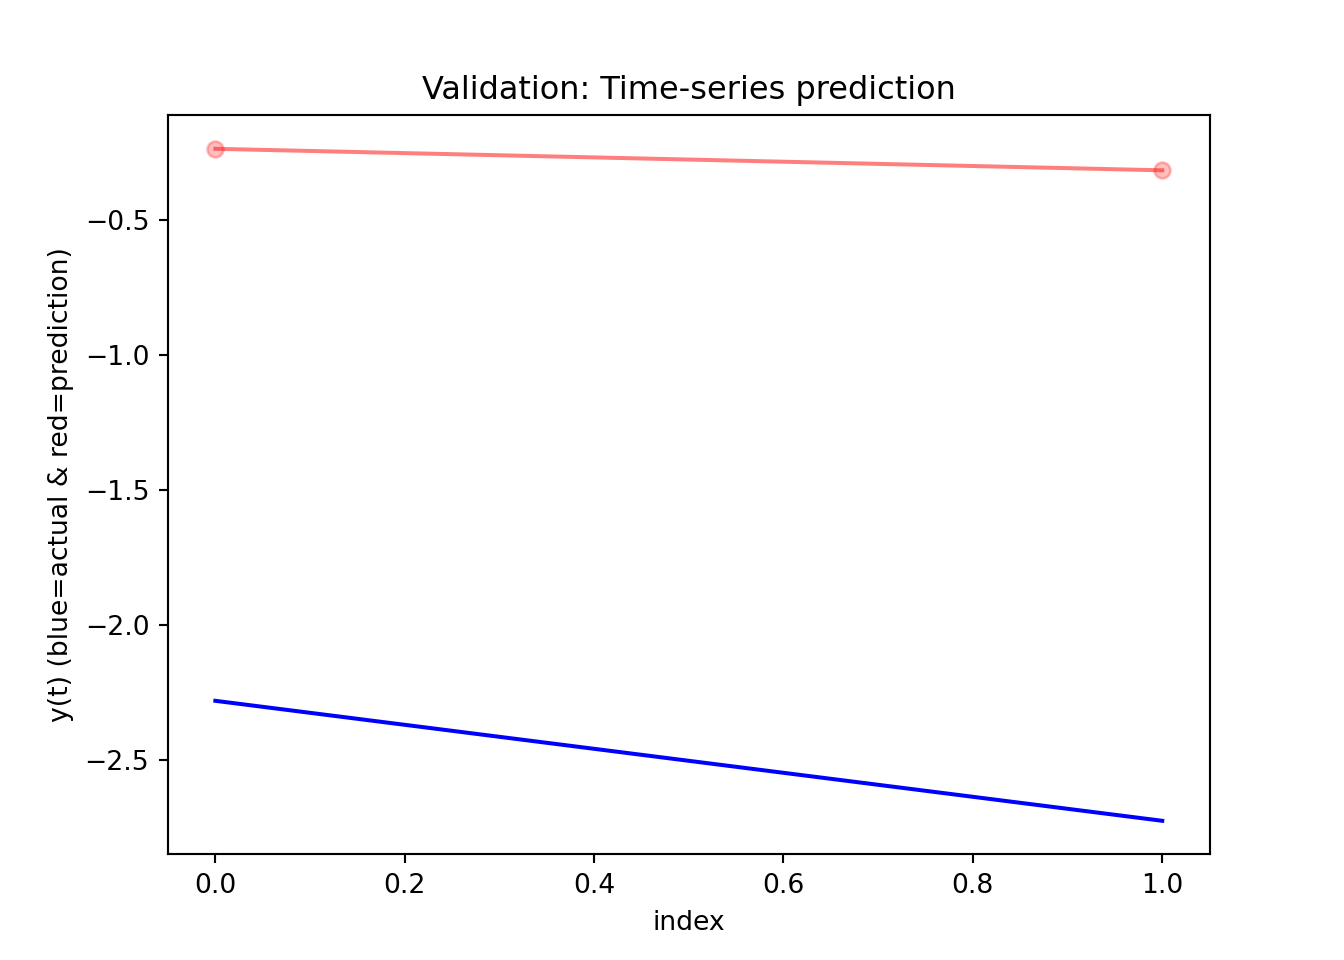 Validation: Time-series prediction
y(t) (blue=actual & red=prediction)
−0.5
−1.0
−1.5
−2.0
−2.5
0.0 0.2 0.4 0.6 0.8 1.0
index